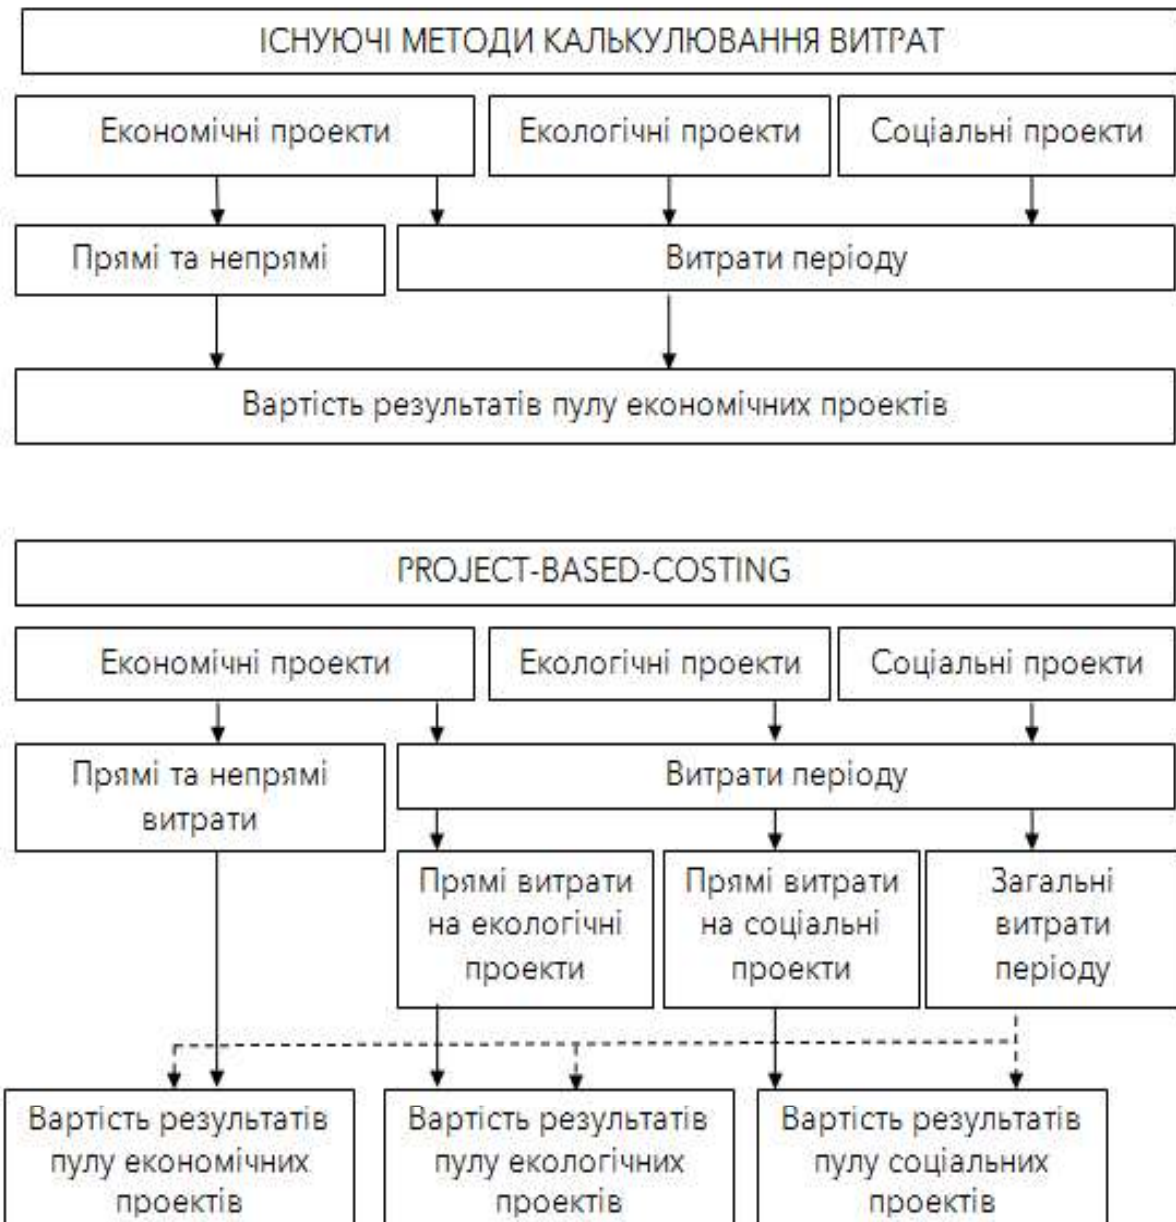 ІСНУЮЧІ МЕТОДИ КАЛЬКУЛЮВАННЯ ВИТРАТ
Економічні проекти
Екологічні проекти
Соціальні проекти
Прямі та непрямі
Витрати періоду
Вартість результатів пулу економічних проектів
PROJECT-BASED-COSTING
Економічні проекти
Екологічні проекти
Соціальні проекти
Прямі та непрямі
витрати
Витрати періоду
Прямі витрати
на екологічні
проекти
Прямі витрати
на соціальні
проекти
Загальні
витрати
періоду
Вартість результатів
пулу економічних
проектів
Вартість результатів
пулу екологічних
проектів
Вартість результатів
пулу соціальних
проектів